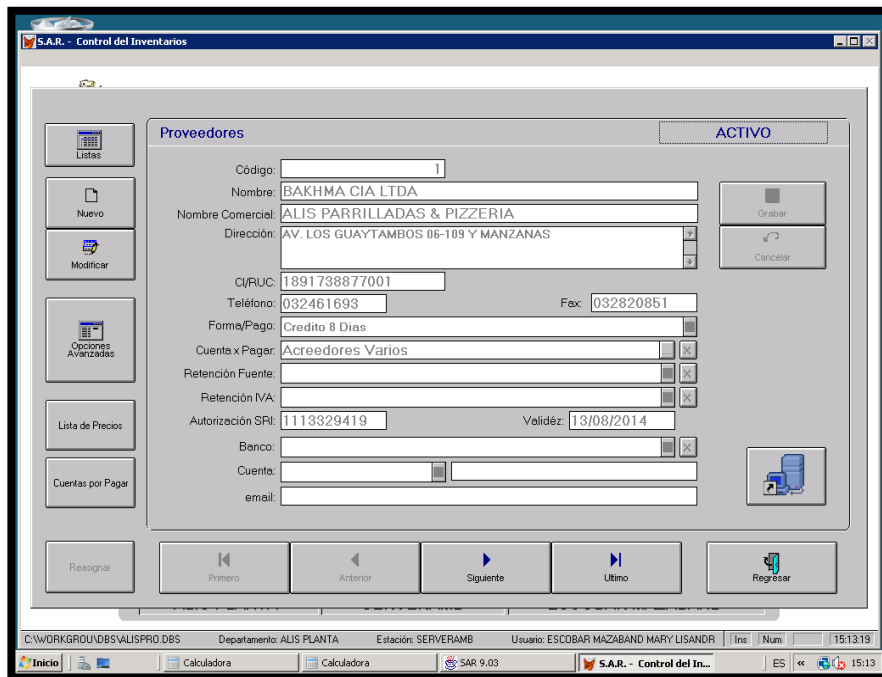 S.A.R. - Control del Inventarios
Proveedores
ACTIVO
Listas
Nuevo
Modificar
Opciones
Avanzadas
Lista de Precios
Cuentas por Pagar
Reasignar
Código: 1
Nombre: BAKHMA CIA LTDA
Nombre Comercial: ALIS PARRILLADAS & PIZZERIA
Dirección: AV. LOS GUAYTAMBOS 06-109 Y MANZANAS
CI/RUC: 1891738877001
Teléfono: 032461693 Fax: 032820851
Forma/Pago: Credito 8 Dias
Cuenta x Pagar: Acreedores Varios ...
Retención Fuente:
Retención IVA:
Autorización SRI: 1113329419 Validéz: 13/08/2014
Banco:
Cuenta:
email:
Grabar
Cancelar
Primero Anterior Siguiente Ultimo Regresar
C:\WORKGROU\DBS\ALISPRO.DBS Departamento: ALIS PLANTA Estación: SERVERAMB Usuario: ESCOBAR MAZABAND MARY LISANDR Ins Num 15:13:19
Inicio Calculadora Calculadora SAR 9.03 S.A.R. - Control del In... ES « 15:13